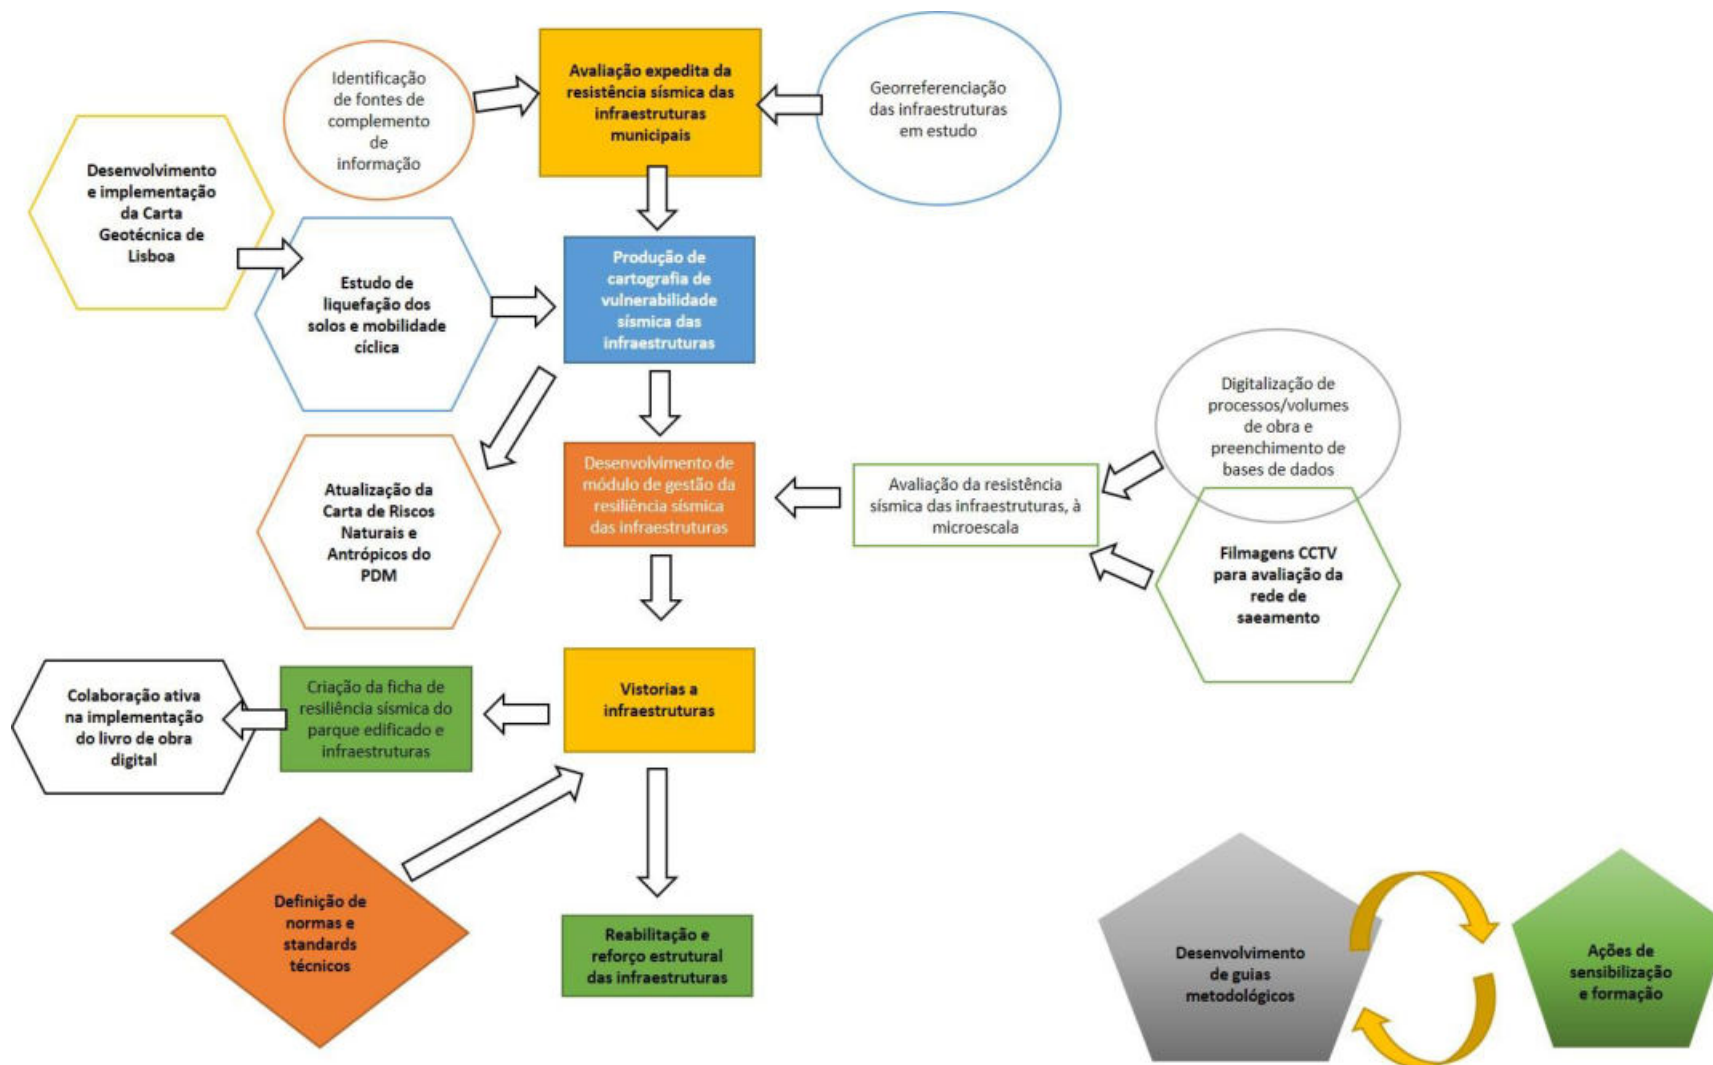 Identificação
de fontes de
complemento
de
informação
Avaliação expedita da
resistência sísmica das
infraestruturas
municipais
Georreferenciação
das infraestruturas
em estudo
Desenvolvimento
e implementação
da Carta
Geotécnica de
Lisboa
Estudo de
liquefação dos
solos e mobilidade
cíclica
Produção de
cartografia de
vulnerabilidade
sísmica das
infraestruturas
Digitalização de
processos/volumes
de obra e
preenchimento de
bases de dados
Atualização da
Carta de Riscos
Naturais e
Antrópicos do
PDM
Desenvolvimento de
módulo de gestão da
resiliência sísmica
das infraestruturas
Avaliação da resistência
sísmica das infraestruturas, à
microescala
Filmagens CCTV
para avaliação da
rede de
saeamento
Colaboração ativa
na implementação
do livro de obra
digital
Criação da ficha de
resiliência sísmica do
parque edificado e
infraestruturas
Vistorias a
infraestruturas
Definição de
normas e
standards
técnicos
Reabilitação e
reforço estrutural
das infraestruturas
Desenvolvimento
de guias
metodológicos
Ações de
sensibilização
e formação